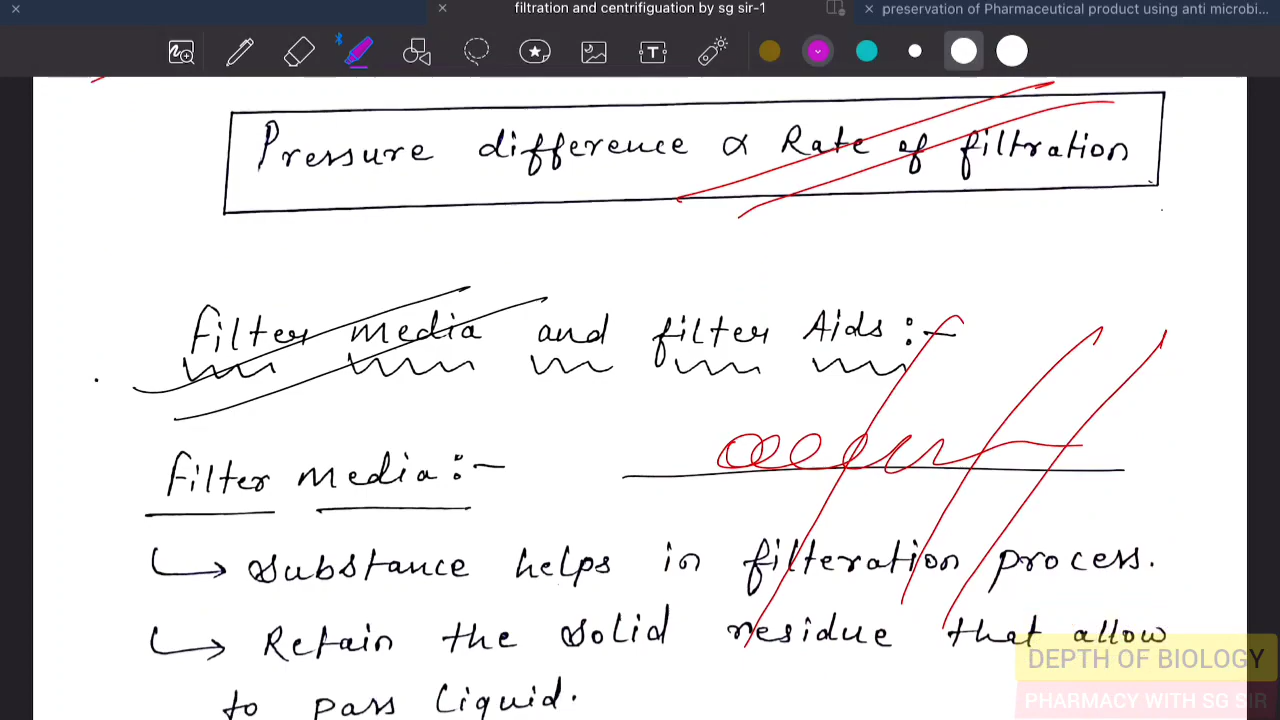 filtration and centrifiguation by sg sir-1
preservation of Pharmaceutical product using anti microbi...
Pressure difference ∝ Rate of filtration
filter media and filter Aids :-
filter media :-
↳ Substance helps in filteration process.
↳ Retain the solid residue that allow
to pass liquid.
DEPTH OF BIOLOGY
PHARMACY WITH SG SIR